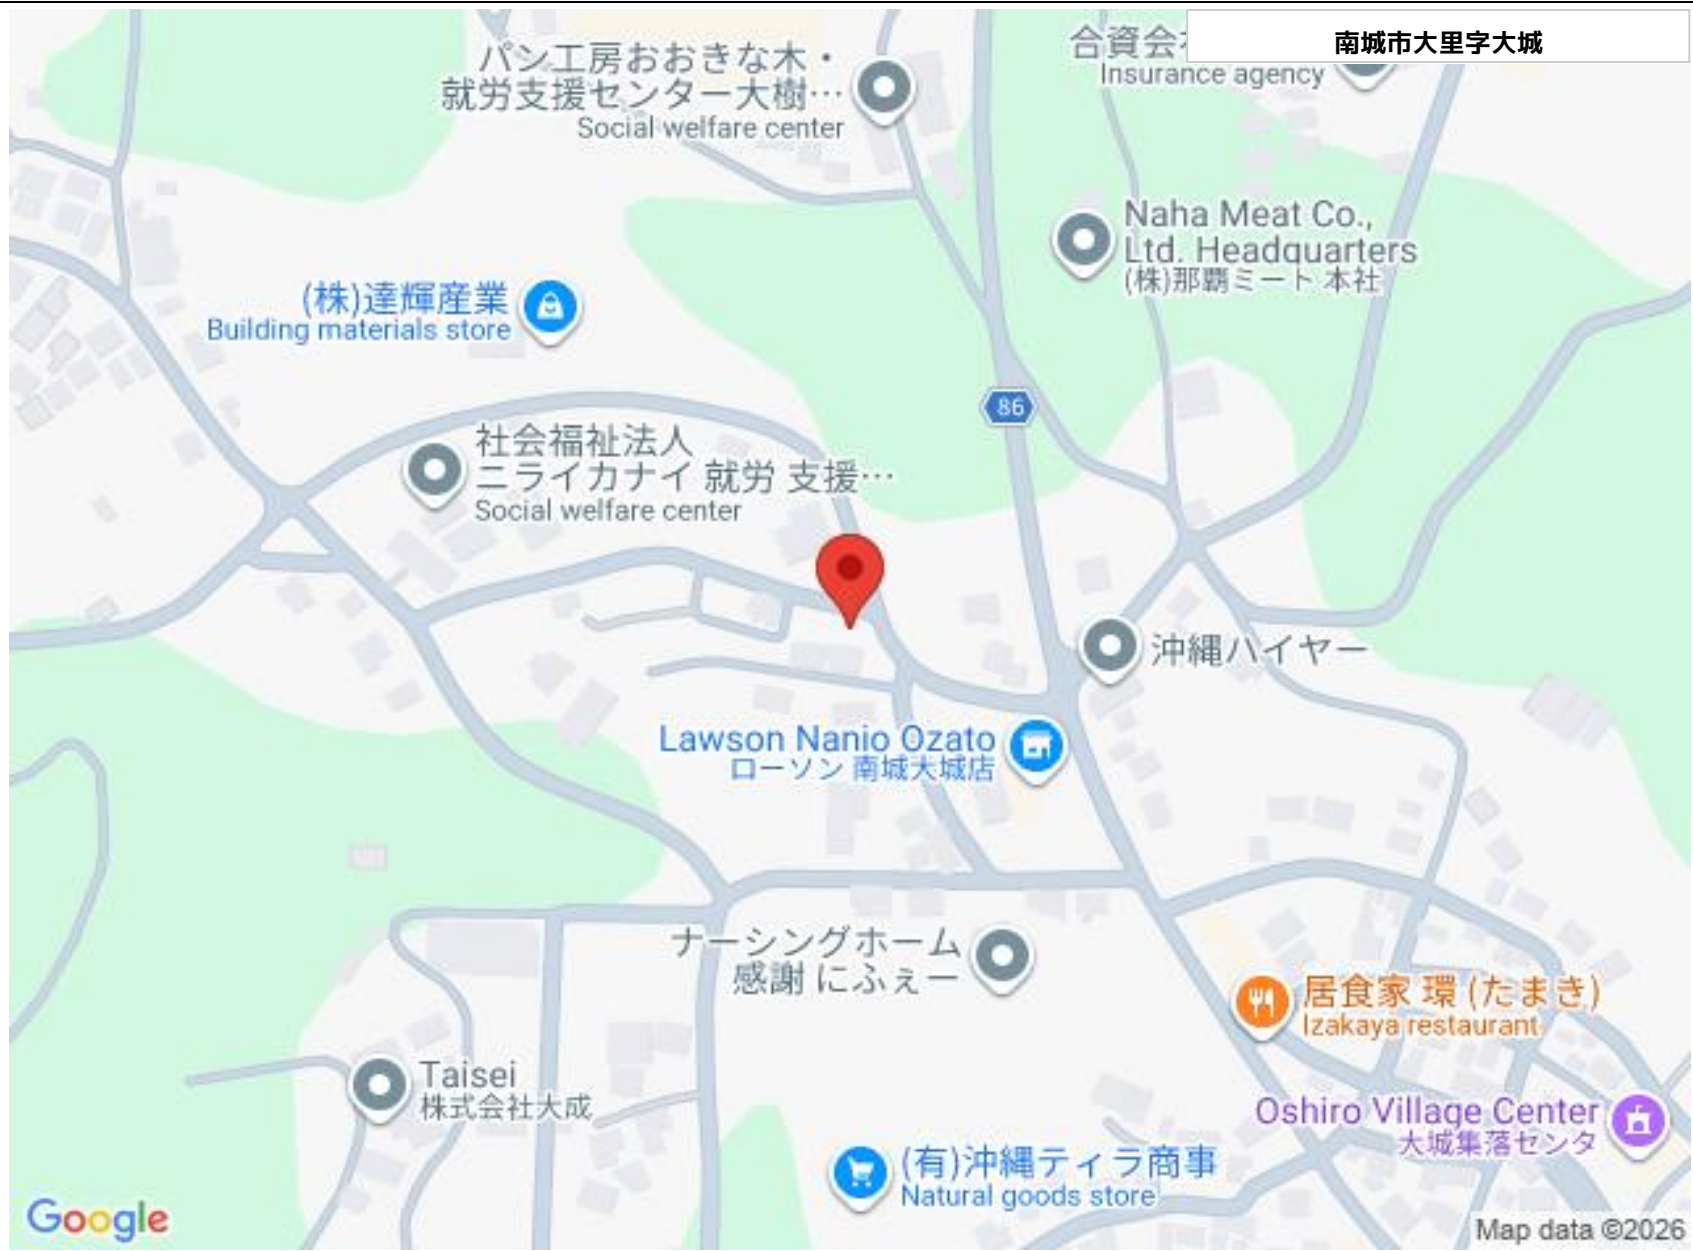 南城市大里字大城
合資会
Insurance agency
パン工房おおきな木・
就労支援センター大樹…
Social welfare center
Naha Meat Co.,
Ltd. Headquarters
(株)那覇ミート 本社
(株)達輝産業
Building materials store
86
社会福祉法人
ニライカナイ 就労 支援…
Social welfare center
沖縄ハイヤー
Lawson Nanjo Ozato
ローソン 南城大城店
ナーシングホーム
感謝 にふぇー
居食家 環 (たまき)
Izakaya restaurant
Taisei
株式会社大成
Oshiro Village Center
大城集落センタ
(有)沖縄ティラ商事
Natural goods store
Google
Map data ©2026